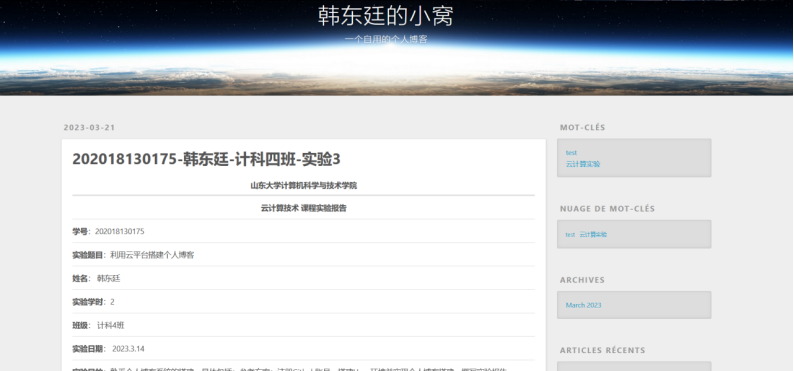 韩东廷的小窝
一个自用的个人博客
2023-03-21
202018130175-韩东廷-计科四班-实验3
山东大学计算机科学与技术学院
云计算技术 课程实验报告
学号：202018130175
实验题目：利用云平台搭建个人博客
姓名： 韩东廷
实验学时：2
班级： 计科4班
实验日期： 2023.3.14
MOT-CLÉS
test
云计算实验
NUAGE DE MOT-CLÉS
test 云计算实验
ARCHIVES
March 2023
ARTICLES RÉCENTS